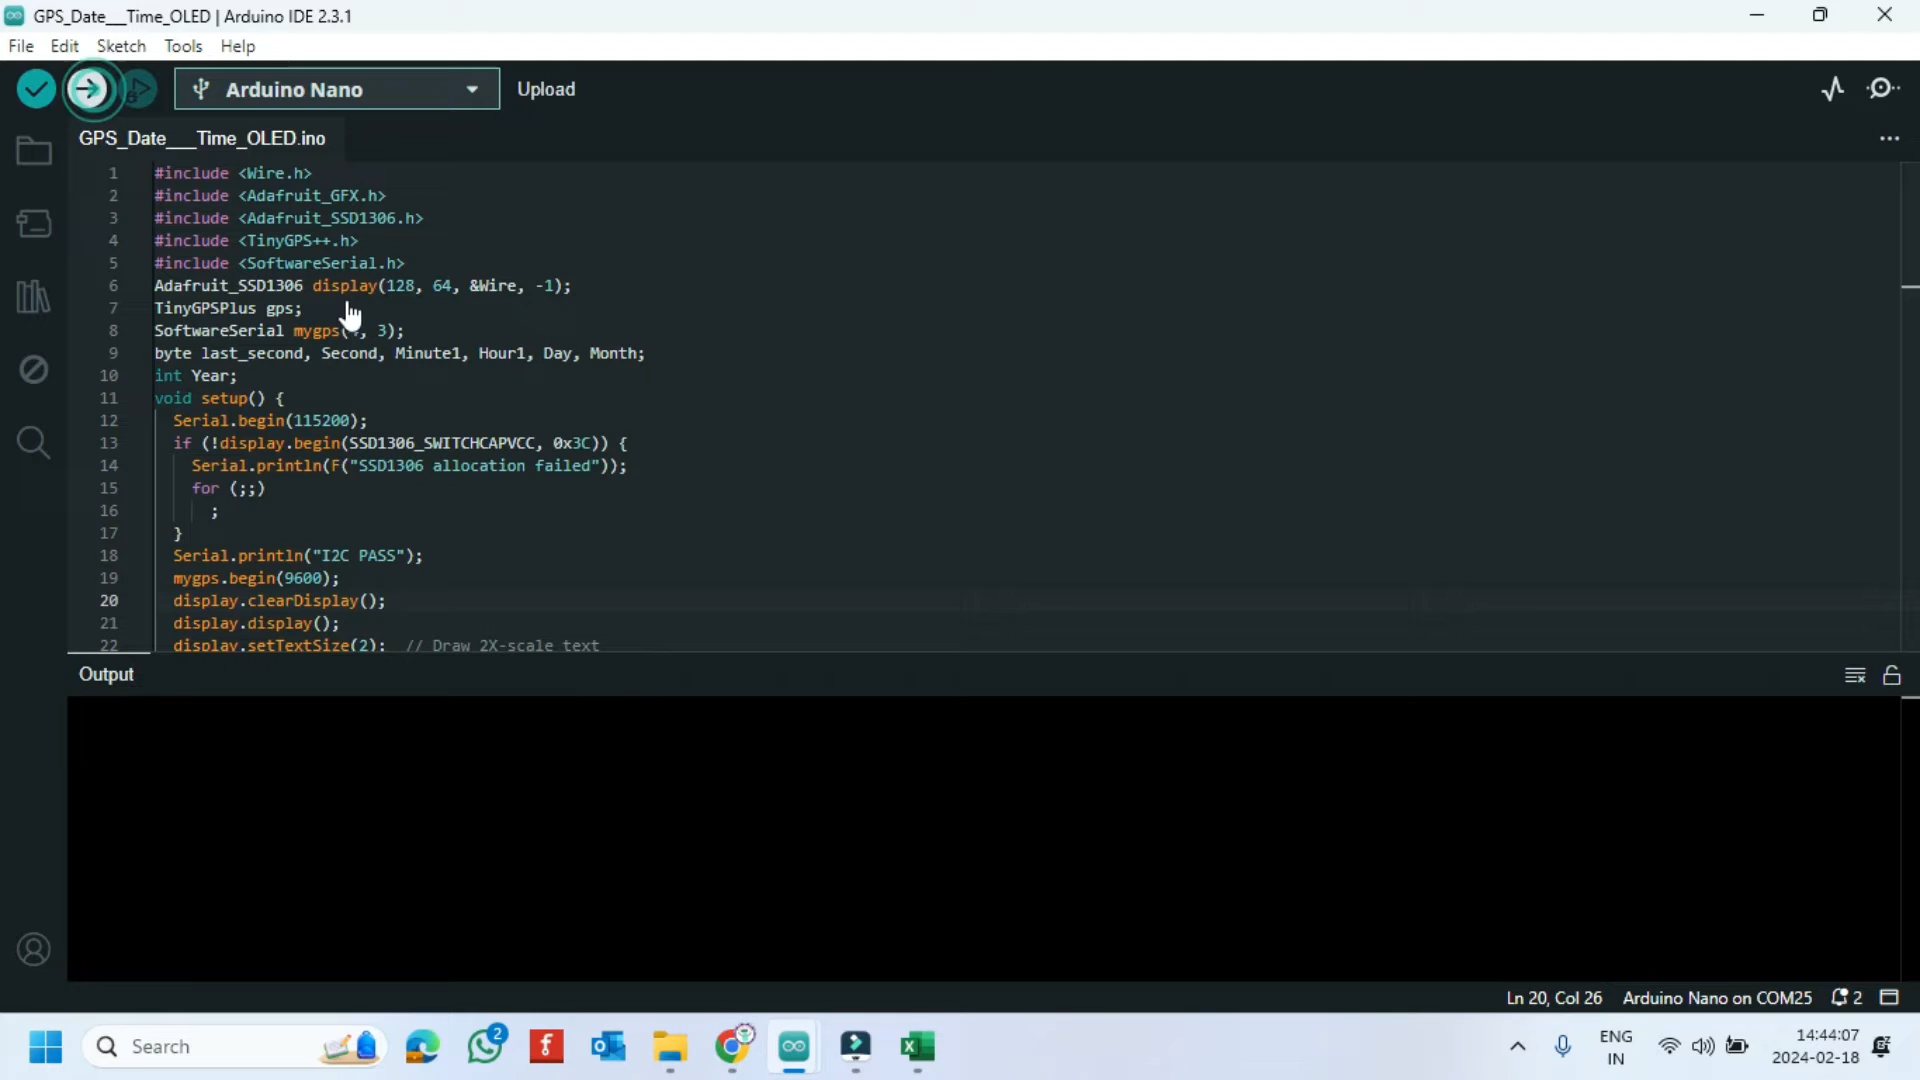 GPS_Date___Time_OLED | Arduino IDE 2.3.1
File Edit Sketch Tools Help
Arduino Nano Upload
GPS_Date___Time_OLED.ino
1 #include <Wire.h>
2 #include <Adafruit_GFX.h>
3 #include <Adafruit_SSD1306.h>
4 #include <TinyGPS++.h>
5 #include <SoftwareSerial.h>
6 Adafruit_SSD1306 display(128, 64, &Wire, -1);
7 TinyGPSPlus gps;
8 SoftwareSerial mygps( , 3);
9 byte last_second, Second, Minute1, Hour1, Day, Month;
10 int Year;
11 void setup() {
12 Serial.begin(115200);
13 if (!display.begin(SSD1306_SWITCHCAPVCC, 0x3C)) {
14 Serial.println(F("SSD1306 allocation failed"));
15 for (;;)
16 ;
17 }
18 Serial.println("I2C PASS");
19 mygps.begin(9600);
20 display.clearDisplay();
21 display.display();
22 display.setTextSize(2); // Draw 2X-scale text
Output
Ln 20, Col 26 Arduino Nano on COM25 2
Search
2
f
ENG
IN
14:44:07
2024-02-18